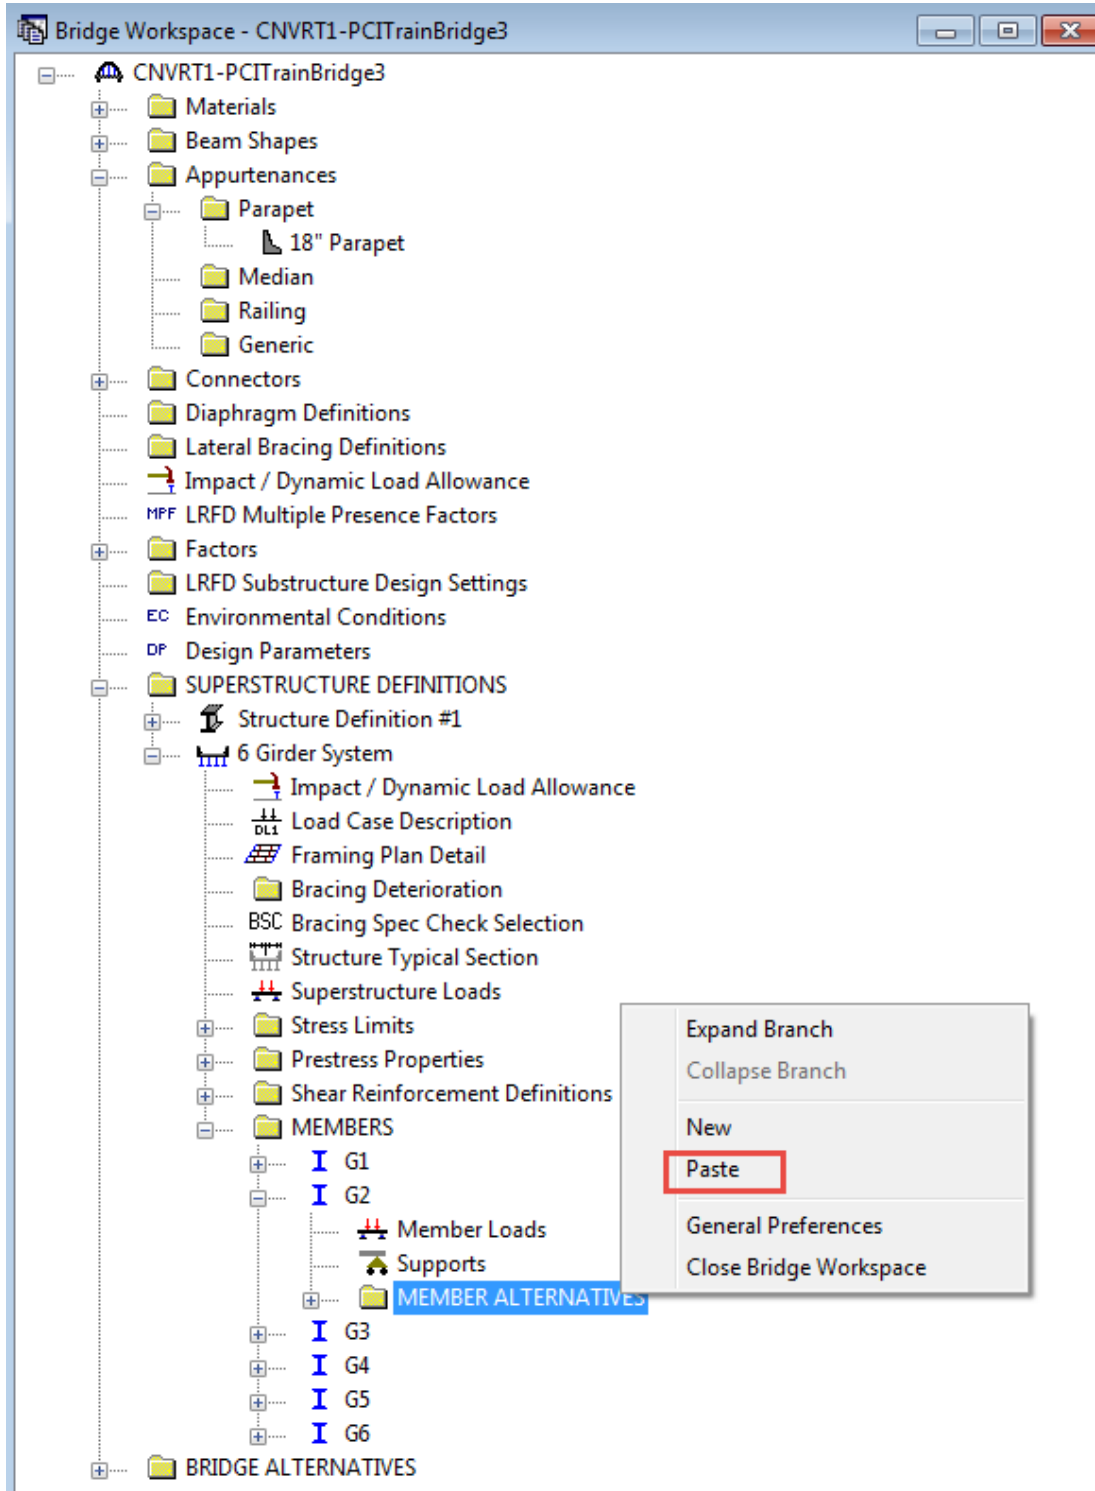 Bridge Workspace - CNVRT1-PCITrainBridge3
CNVRT1-PCITrainBridge3
Materials
Beam Shapes
Appurtenances
Parapet
18" Parapet
Median
Railing
Generic
Connectors
Diaphragm Definitions
Lateral Bracing Definitions
Impact / Dynamic Load Allowance
MPF LRFD Multiple Presence Factors
Factors
LRFD Substructure Design Settings
EC Environmental Conditions
DP Design Parameters
SUPERSTRUCTURE DEFINITIONS
Structure Definition #1
6 Girder System
Impact / Dynamic Load Allowance
DL1 Load Case Description
Framing Plan Detail
Bracing Deterioration
BSC Bracing Spec Check Selection
Structure Typical Section
Superstructure Loads
Stress Limits
Prestress Properties
Shear Reinforcement Definitions
MEMBERS
G1
G2
Member Loads
Supports
MEMBER ALTERNATIVES
G3
G4
G5
G6
BRIDGE ALTERNATIVES
Expand Branch
Collapse Branch
New
Paste
General Preferences
Close Bridge Workspace